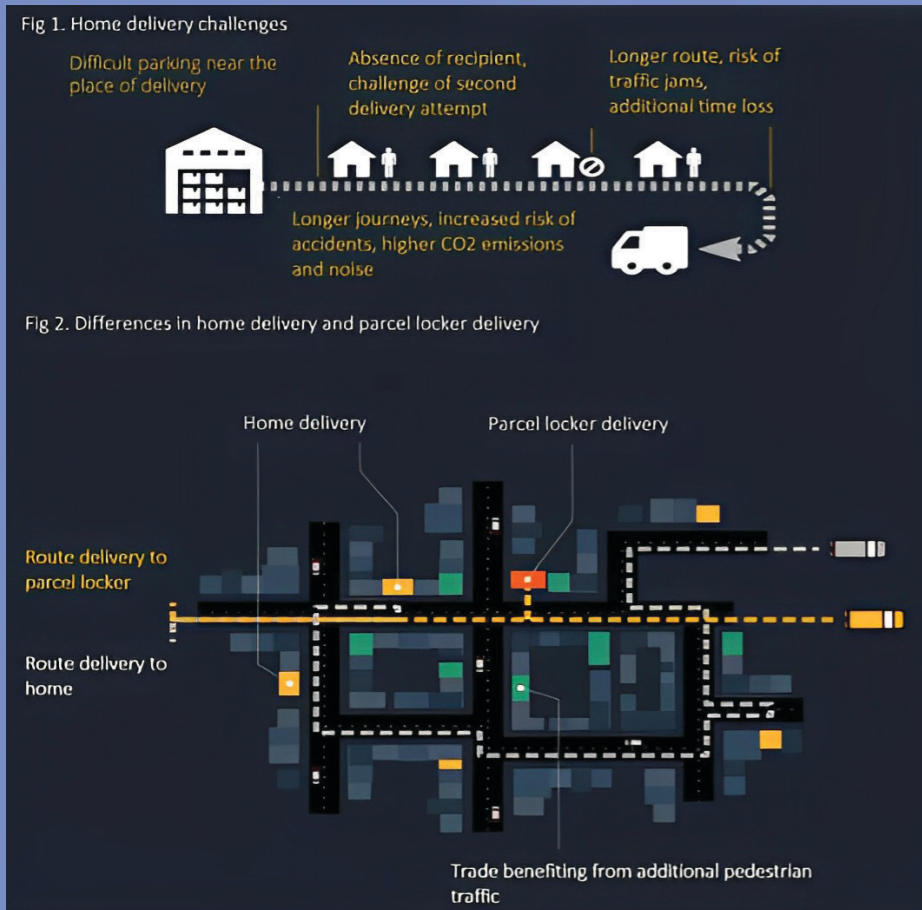 Fig 1. Home delivery challenges
Difficult parking near the
place of delivery
Absence of recipient,
challenge of second
delivery attempt
Longer route, risk of
traffic jams,
additional time loss
Longer journeys, increased risk of
accidents, higher CO2 emissions
and noise
Fig 2. Differences in home delivery and parcel locker delivery
Home delivery
Parcel locker delivery
Route delivery to
parcel locker
Route delivery to
home
Trade benefiting from additional pedestrian
traffic